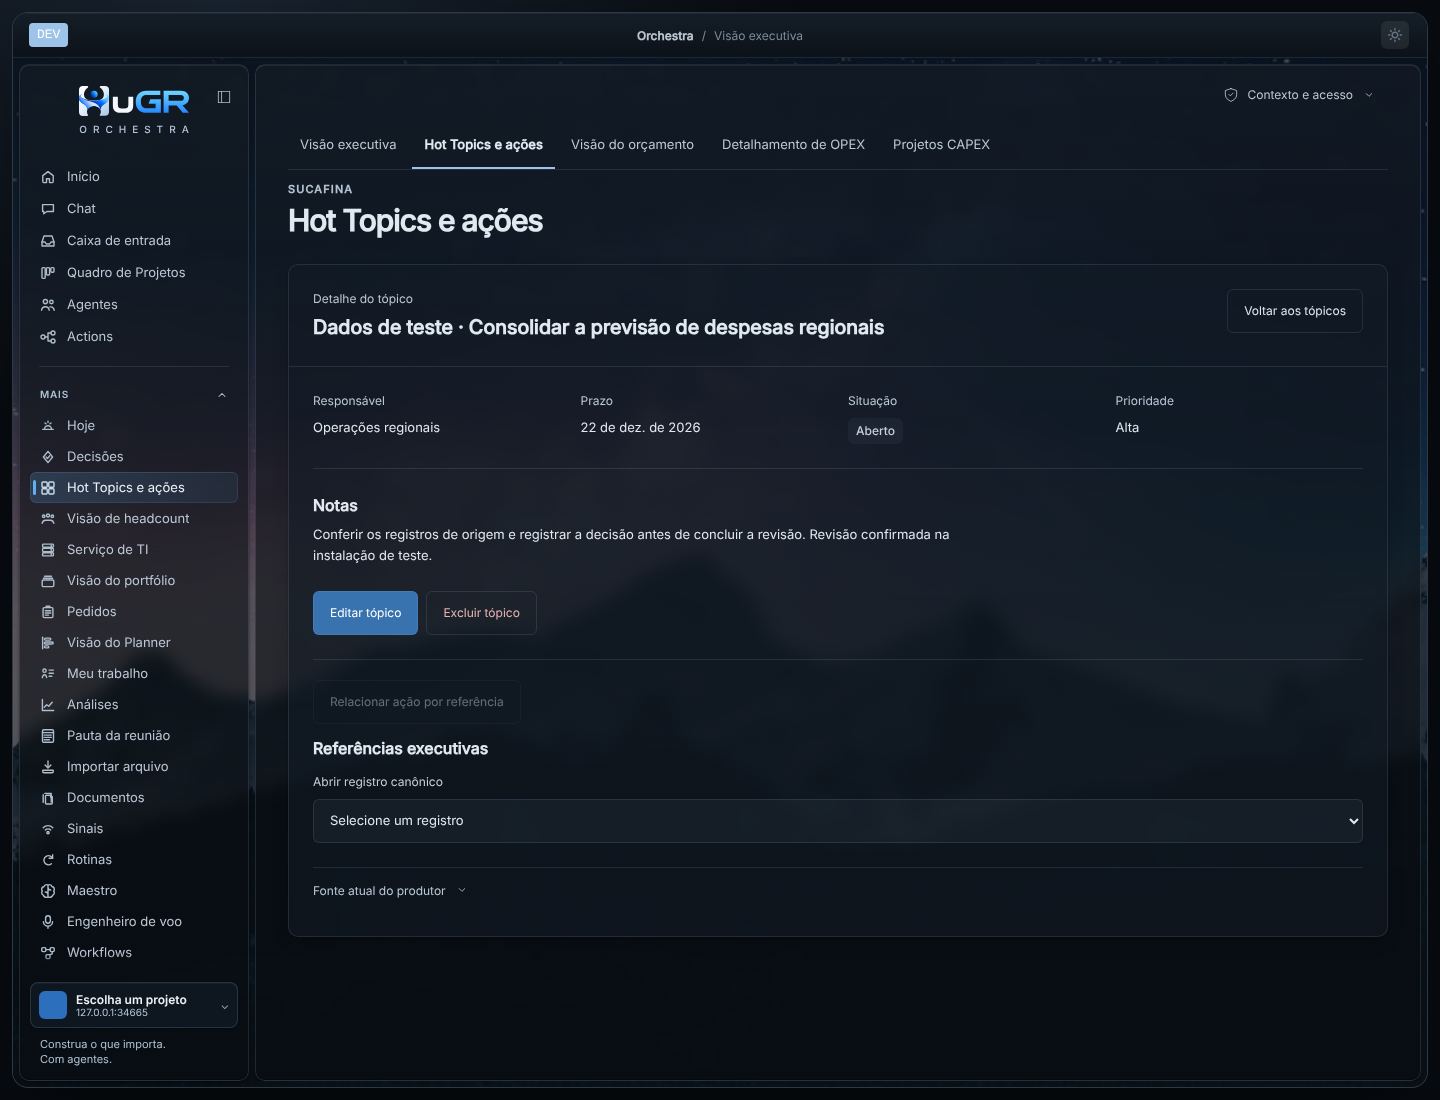 DEV
Orchestra / Visão executiva
HuGR
ORCHESTRA
Início
Chat
Caixa de entrada
Quadro de Projetos
Agentes
Actions
MAIS
Hoje
Decisões
Hot Topics e ações
Visão de headcount
Serviço de TI
Visão do portfólio
Pedidos
Visão do Planner
Meu trabalho
Análises
Pauta da reunião
Importar arquivo
Documentos
Sinais
Rotinas
Maestro
Engenheiro de voo
Workflows
Escolha um projeto
127.0.0.1:34665
Construa o que importa.
Com agentes.
Contexto e acesso
Visão executiva Hot Topics e ações Visão do orçamento Detalhamento de OPEX Projetos CAPEX
SUCAFINA
Hot Topics e ações
Detalhe do tópico
Dados de teste · Consolidar a previsão de despesas regionais
Voltar aos tópicos
Responsável Prazo Situação Prioridade
Operações regionais 22 de dez. de 2026 Aberto Alta
Notas
Conferir os registros de origem e registrar a decisão antes de concluir a revisão. Revisão confirmada na
instalação de teste.
Editar tópico Excluir tópico
Relacionar ação por referência
Referências executivas
Abrir registro canônico
Selecione um registro
Fonte atual do produtor